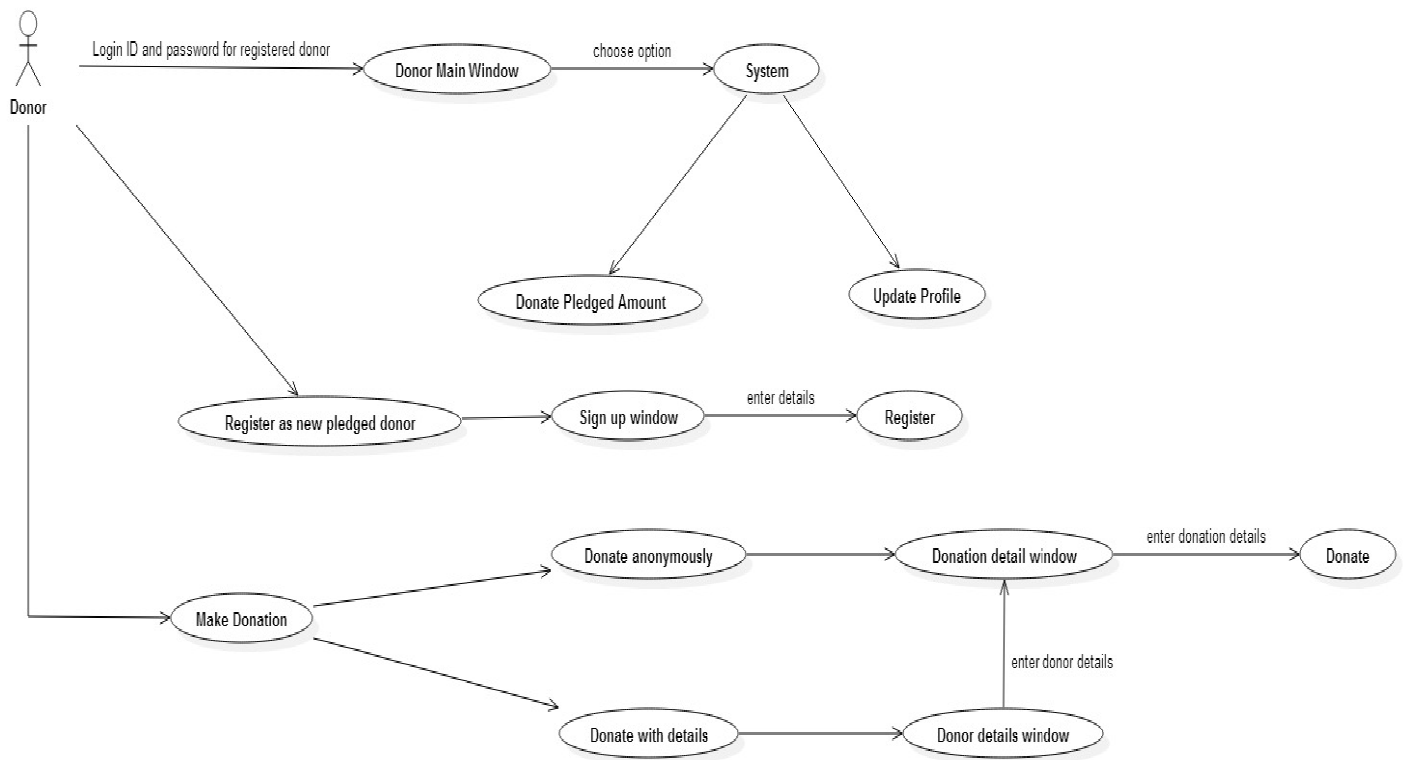 Login ID and password for registered donor
choose option
Donor Main Window
System
Donor
Donate Pledged Amount
Update Profile
Register as new pledged donor
Sign up window
enter details
Register
Donate anonymously
Donation detail window
enter donation details
Donate
Make Donation
enter donor details
Donate with details
Donor details window